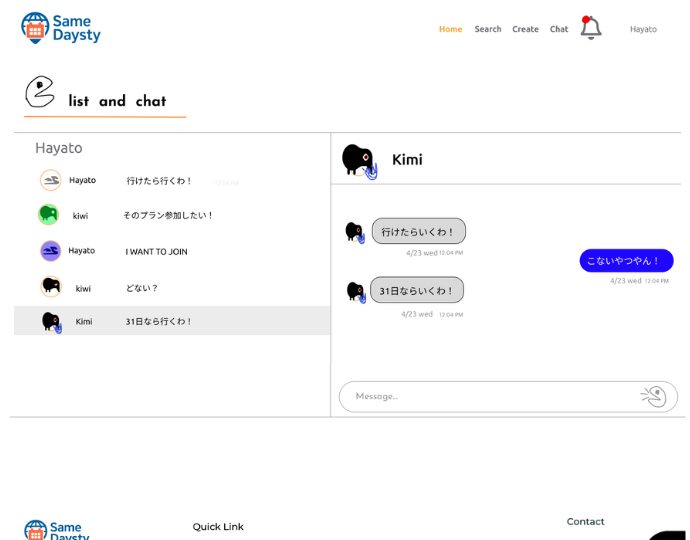 Same
Daysty
Home Search Create Chat Hayato
list and chat
Hayato
Hayato 行けたら行くわ！ 12:04 PM
kiwi そのプラン参加したい！
Hayato I WANT TO JOIN
kiwi どない？
Kimi 31日なら行くわ！
Kimi
行けたらいくわ！
4/23 wed 12:04 PM
こないやつやん！
4/23 wed 12:04 PM
31日ならいくわ！
4/23 wed 12:04 PM
Message...
Same
Daysty
Quick Link
Contact